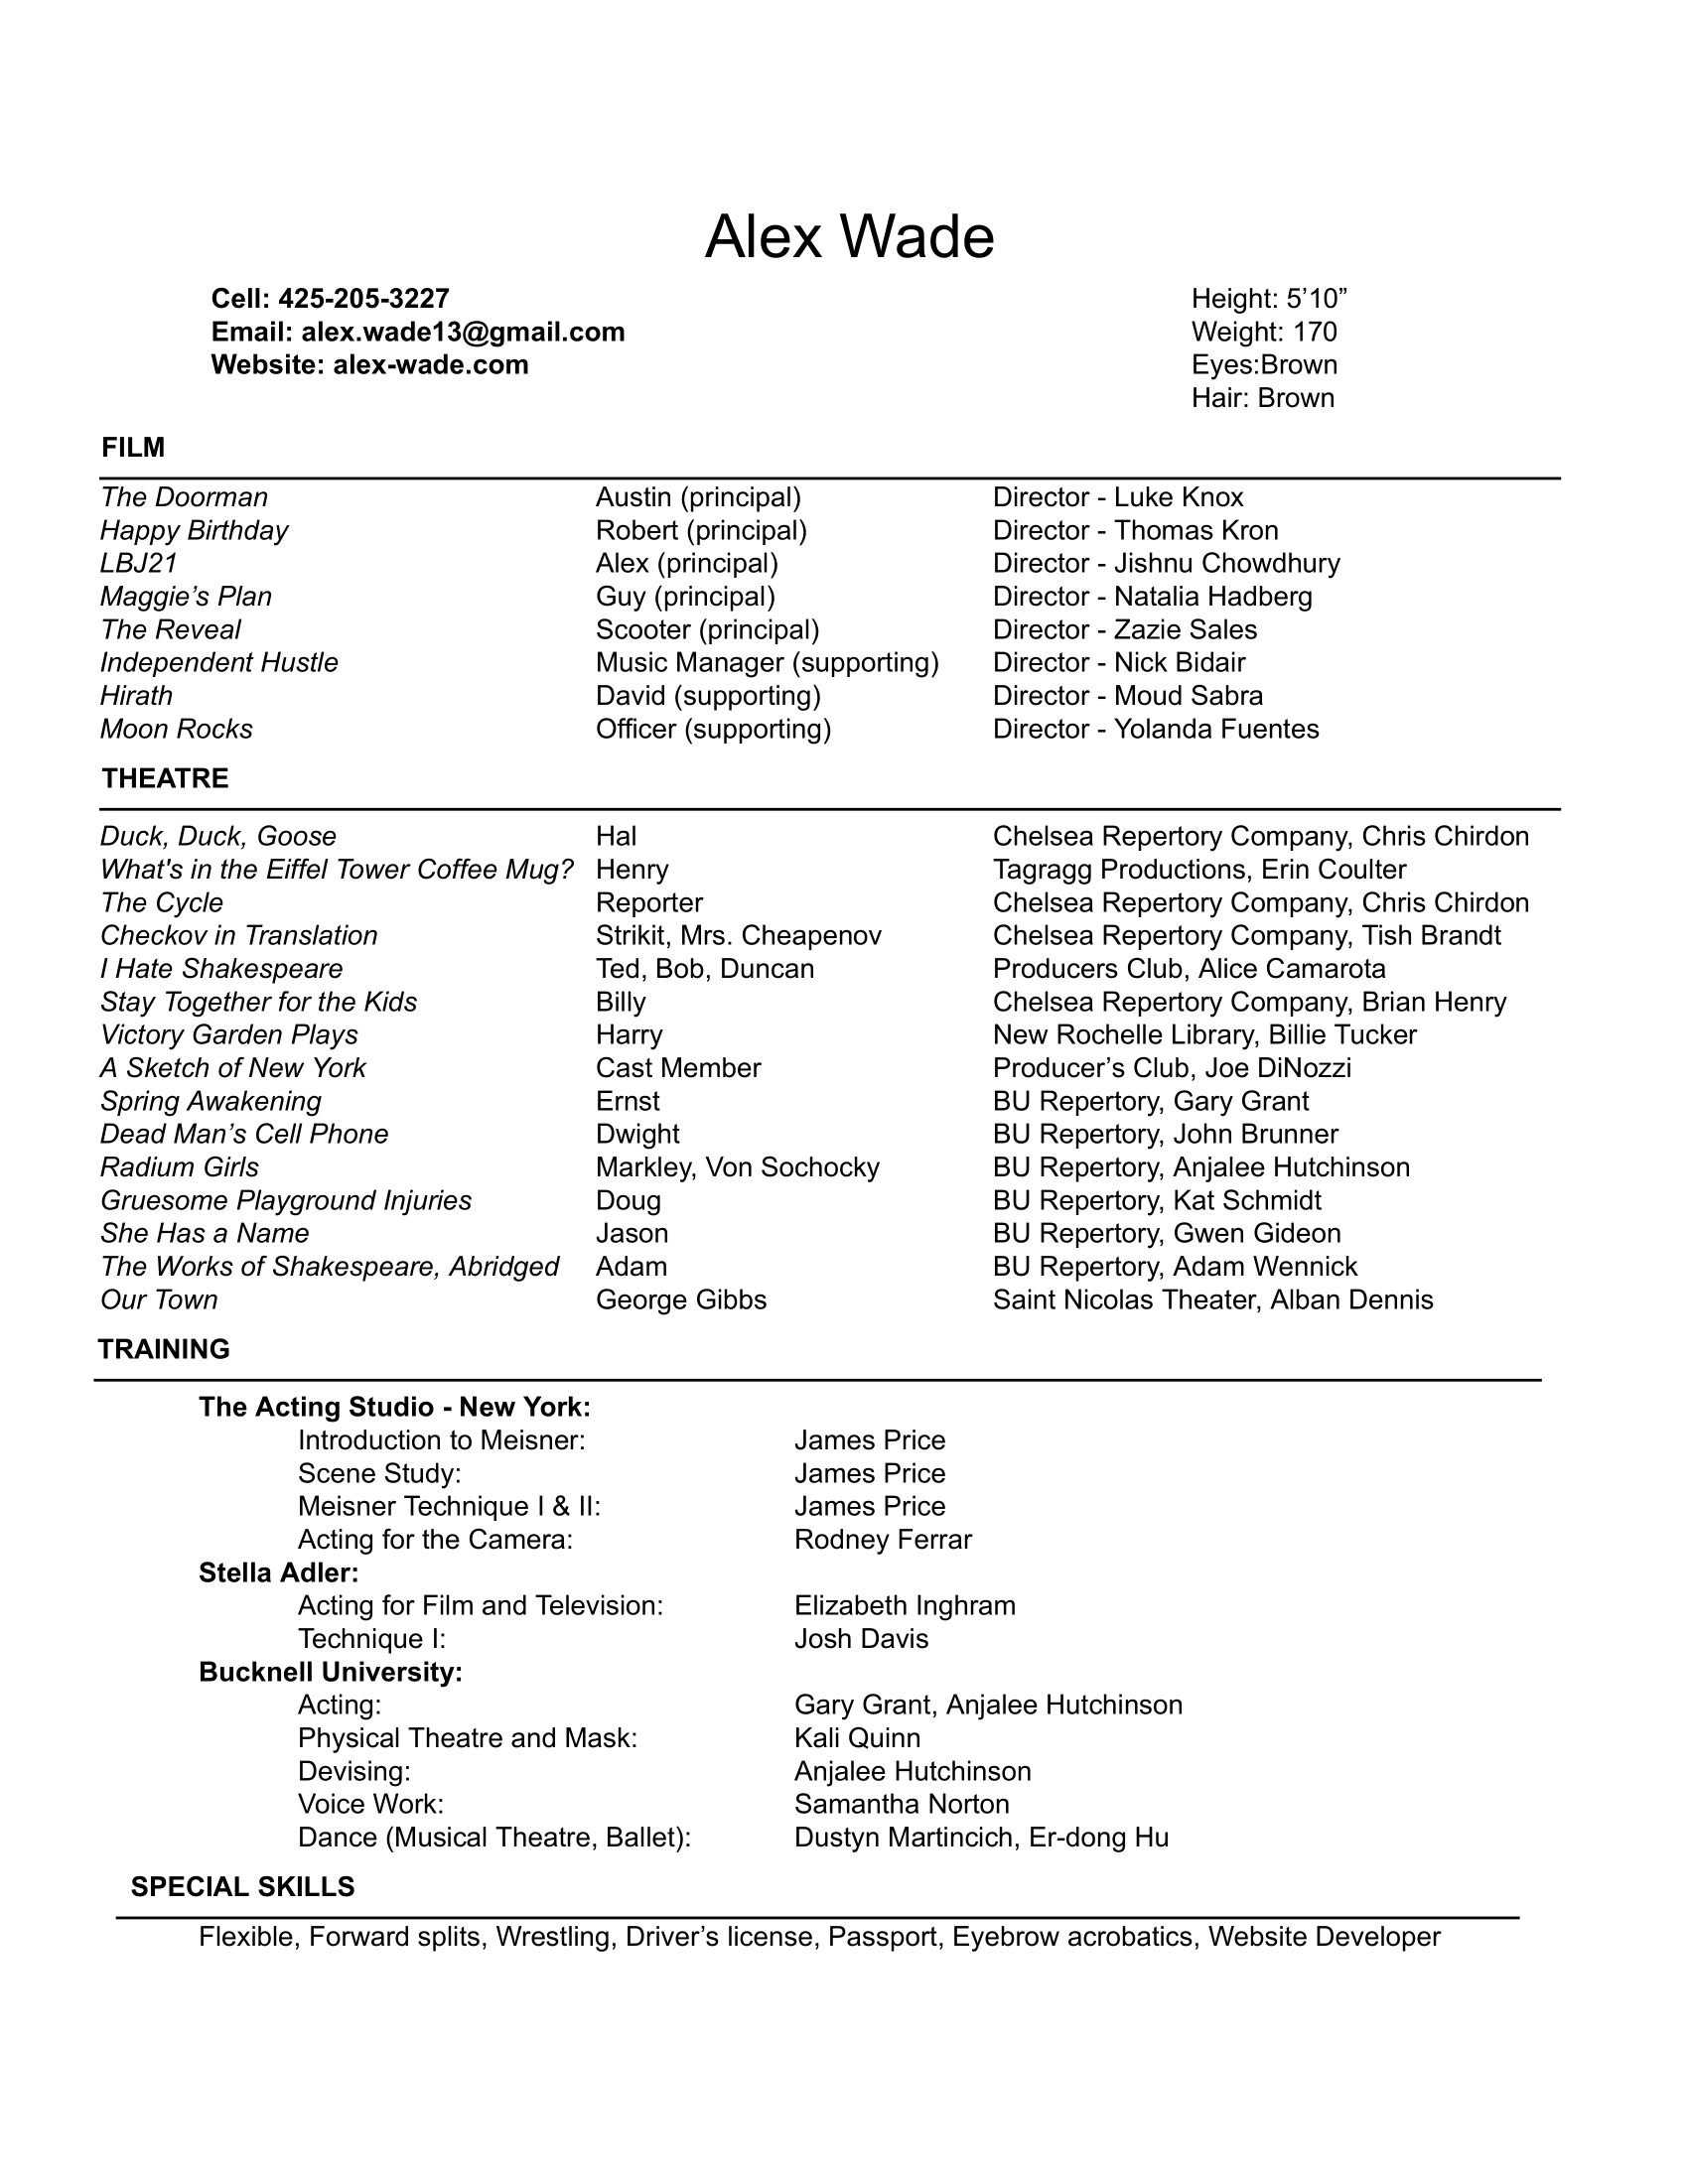 Alex Wade
Cell: 425-205-3227 Height: 5’10”
Email: alex.wade13@gmail.com Weight: 170
Website: alex-wade.com Eyes:Brown
Hair: Brown
FILM
The Doorman Austin (principal) Director - Luke Knox
Happy Birthday Robert (principal) Director - Thomas Kron
LBJ21 Alex (principal) Director - Jishnu Chowdhury
Maggie’s Plan Guy (principal) Director - Natalia Hadberg
The Reveal Scooter (principal) Director - Zazie Sales
Independent Hustle Music Manager (supporting) Director - Nick Bidair
Hirath David (supporting) Director - Moud Sabra
Moon Rocks Officer (supporting) Director - Yolanda Fuentes
THEATRE
Duck, Duck, Goose Hal Chelsea Repertory Company, Chris Chirdon
What's in the Eiffel Tower Coffee Mug? Henry Tagragg Productions, Erin Coulter
The Cycle Reporter Chelsea Repertory Company, Chris Chirdon
Checkov in Translation Strikit, Mrs. Cheapenov Chelsea Repertory Company, Tish Brandt
I Hate Shakespeare Ted, Bob, Duncan Producers Club, Alice Camarota
Stay Together for the Kids Billy Chelsea Repertory Company, Brian Henry
Victory Garden Plays Harry New Rochelle Library, Billie Tucker
A Sketch of New York Cast Member Producer’s Club, Joe DiNozzi
Spring Awakening Ernst BU Repertory, Gary Grant
Dead Man’s Cell Phone Dwight BU Repertory, John Brunner
Radium Girls Markley, Von Sochocky BU Repertory, Anjalee Hutchinson
Gruesome Playground Injuries Doug BU Repertory, Kat Schmidt
She Has a Name Jason BU Repertory, Gwen Gideon
The Works of Shakespeare, Abridged Adam BU Repertory, Adam Wennick
Our Town George Gibbs Saint Nicolas Theater, Alban Dennis
TRAINING
The Acting Studio - New York:
Introduction to Meisner: James Price
Scene Study: James Price
Meisner Technique I & II: James Price
Acting for the Camera: Rodney Ferrar
Stella Adler:
Acting for Film and Television: Elizabeth Inghram
Technique I: Josh Davis
Bucknell University:
Acting: Gary Grant, Anjalee Hutchinson
Physical Theatre and Mask: Kali Quinn
Devising: Anjalee Hutchinson
Voice Work: Samantha Norton
Dance (Musical Theatre, Ballet): Dustyn Martincich, Er-dong Hu
SPECIAL SKILLS
Flexible, Forward splits, Wrestling, Driver’s license, Passport, Eyebrow acrobatics, Website Developer